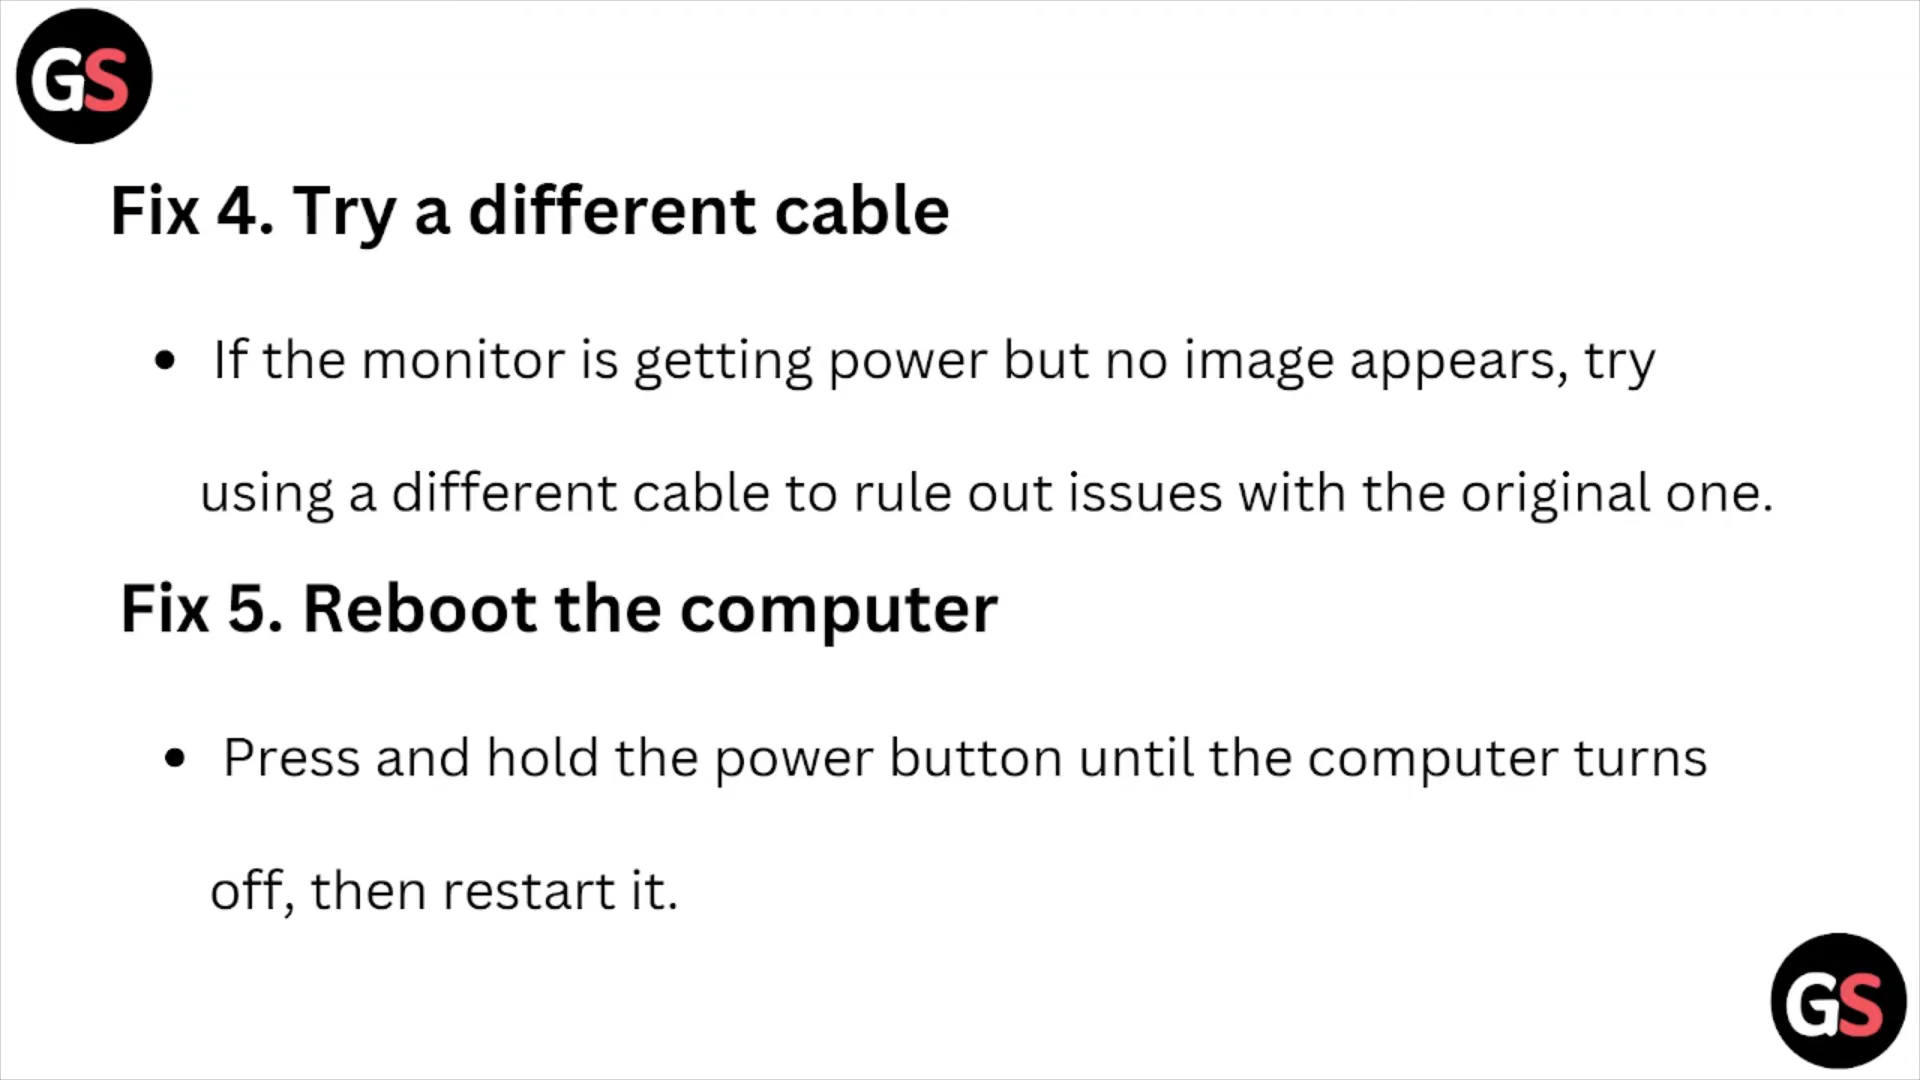 GS
Fix 4. Try a different cable
• If the monitor is getting power but no image appears, try
using a different cable to rule out issues with the original one.
Fix 5. Reboot the computer
• Press and hold the power button until the computer turns
off, then restart it.
GS